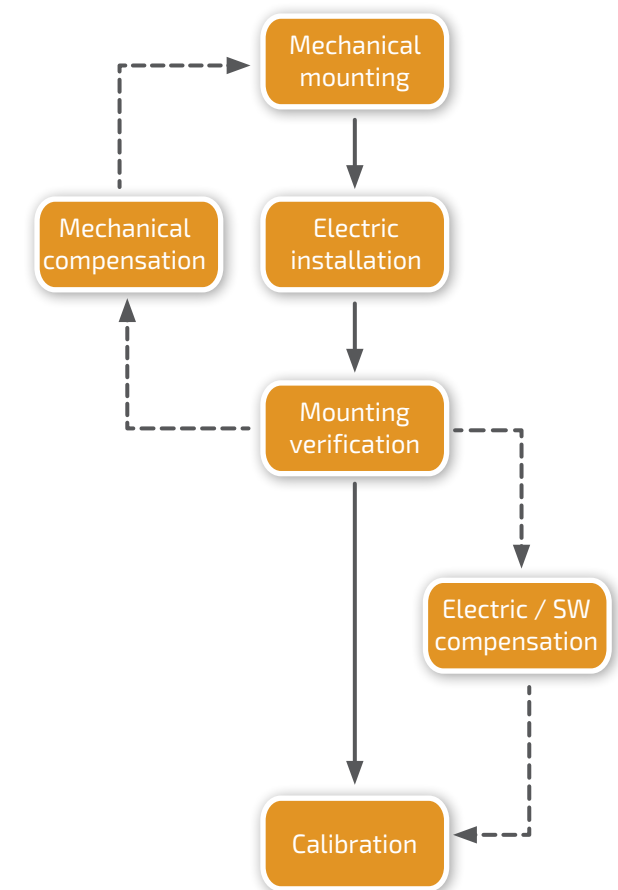 Mechanical
mounting
Mechanical
compensation
Electric
installation
Mounting
verification
Electric / SW
compensation
Calibration